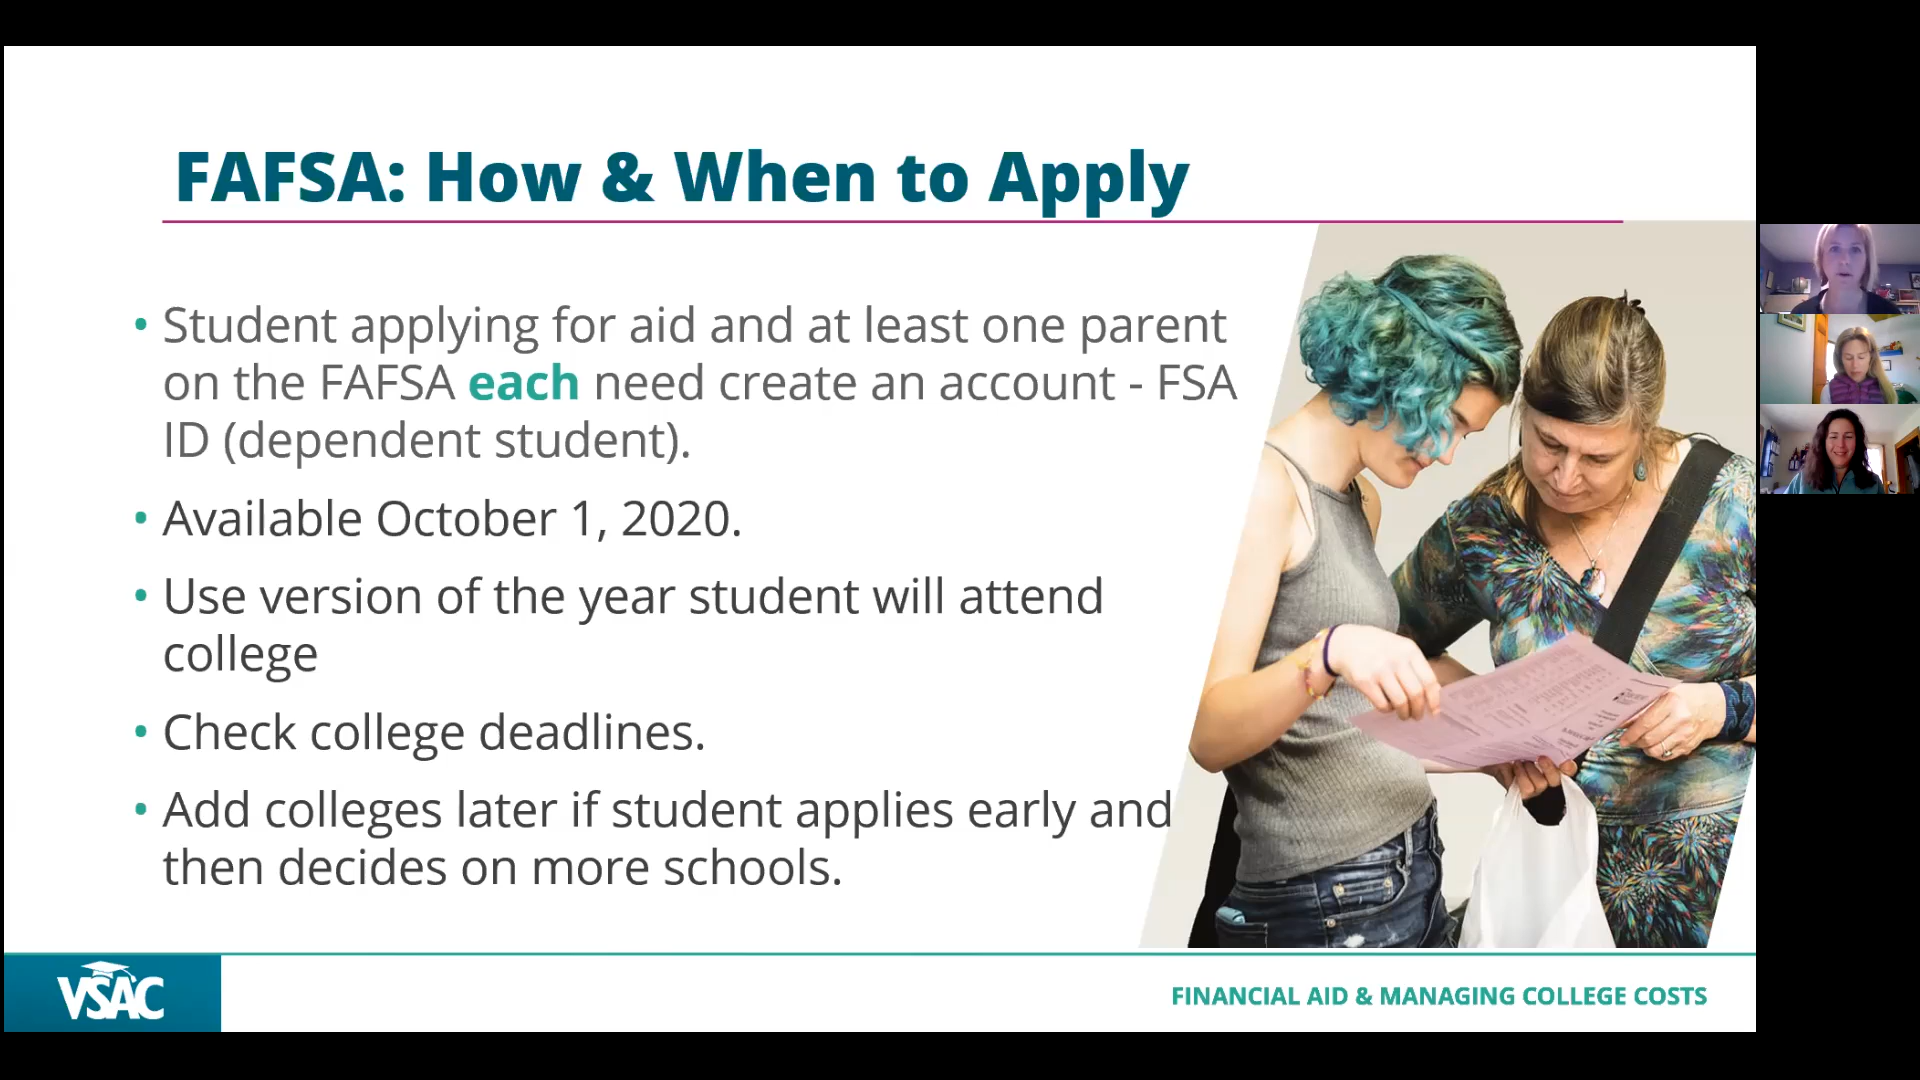 FAFSA: How & When to Apply
• Student applying for aid and at least one parent
on the FAFSA each need create an account - FSA
ID (dependent student).
• Available October 1, 2020.
• Use version of the year student will attend
college
• Check college deadlines.
• Add colleges later if student applies early and
then decides on more schools.
VSAC
FINANCIAL AID & MANAGING COLLEGE COSTS